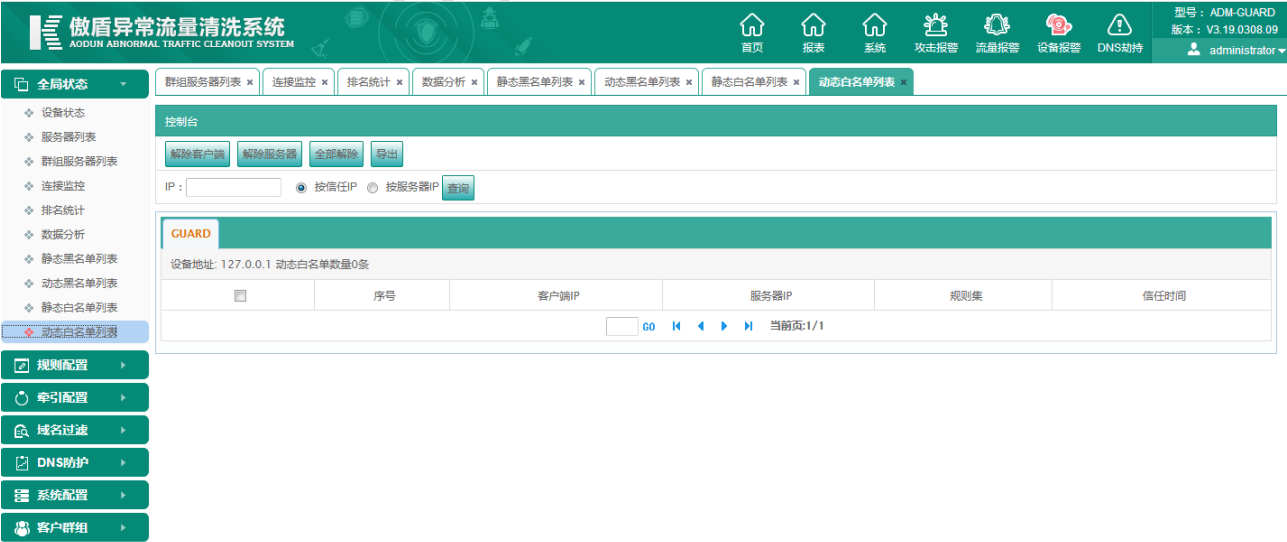 傲盾异常流量清洗系统
AODUN ABNORMAL TRAFFIC CLEANOUT SYSTEM
首页 报表 系统 攻击报警 流量报警 设备报警 DNS劫持
型号： ADM-GUARD
版本： V3.19.0308.09
administrator
全局状态
设备状态
服务器列表
群组服务器列表
连接监控
排名统计
数据分析
静态黑名单列表
动态黑名单列表
静态白名单列表
动态白名单列表
规则配置
牵引配置
域名过滤
DNS防护
系统配置
客户群组
群组服务器列表 × 连接监控 × 排名统计 × 数据分析 × 静态黑名单列表 × 动态黑名单列表 × 静态白名单列表 × 动态白名单列表 ×
控制台
解除客户端 解除服务器 全部解除 导出
IP： 按信任IP 按服务器IP 查询
GUARD
设备地址: 127.0.0.1 动态白名单数量0条
序号 客户端IP 服务器IP 规则集 信任时间
GO 当前页:1/1